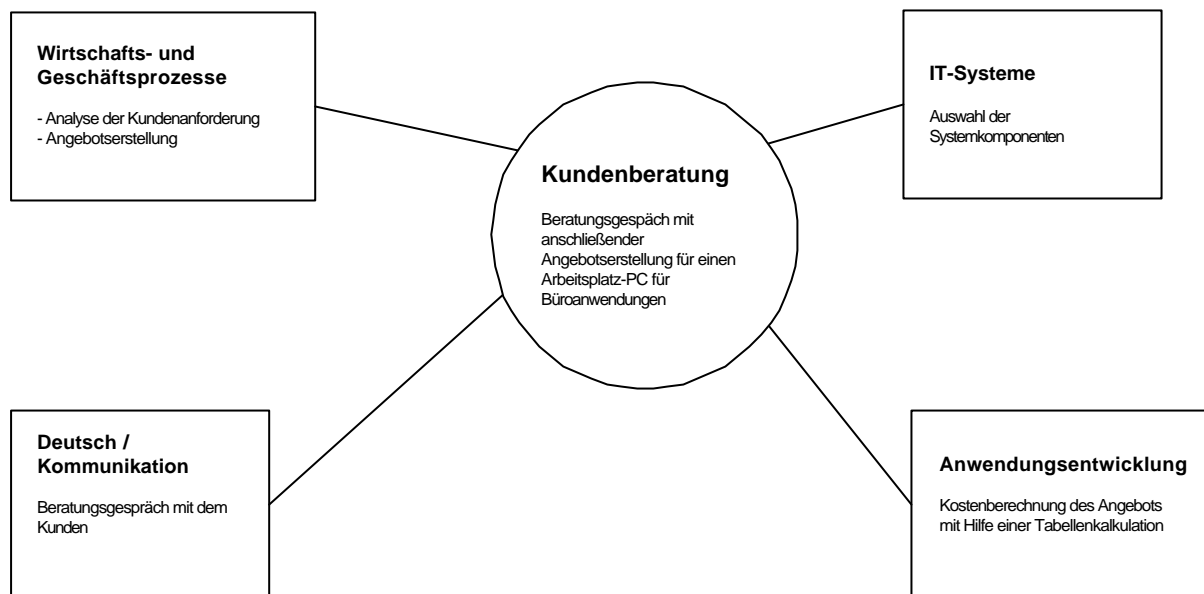 Wirtschafts- und
Geschäftsprozesse
- Analyse der Kundenanforderung
- Angebotserstellung
IT-Systeme
Auswahl der
Systemkomponenten
Kundenberatung
Beratungsgespäch mit
anschließender
Angebotserstellung für einen
Arbeitsplatz-PC für
Büroanwendungen
Deutsch /
Kommunikation
Beratungsgespräch mit dem
Kunden
Anwendungsentwicklung
Kostenberechnung des Angebots
mit Hilfe einer Tabellenkalkulation